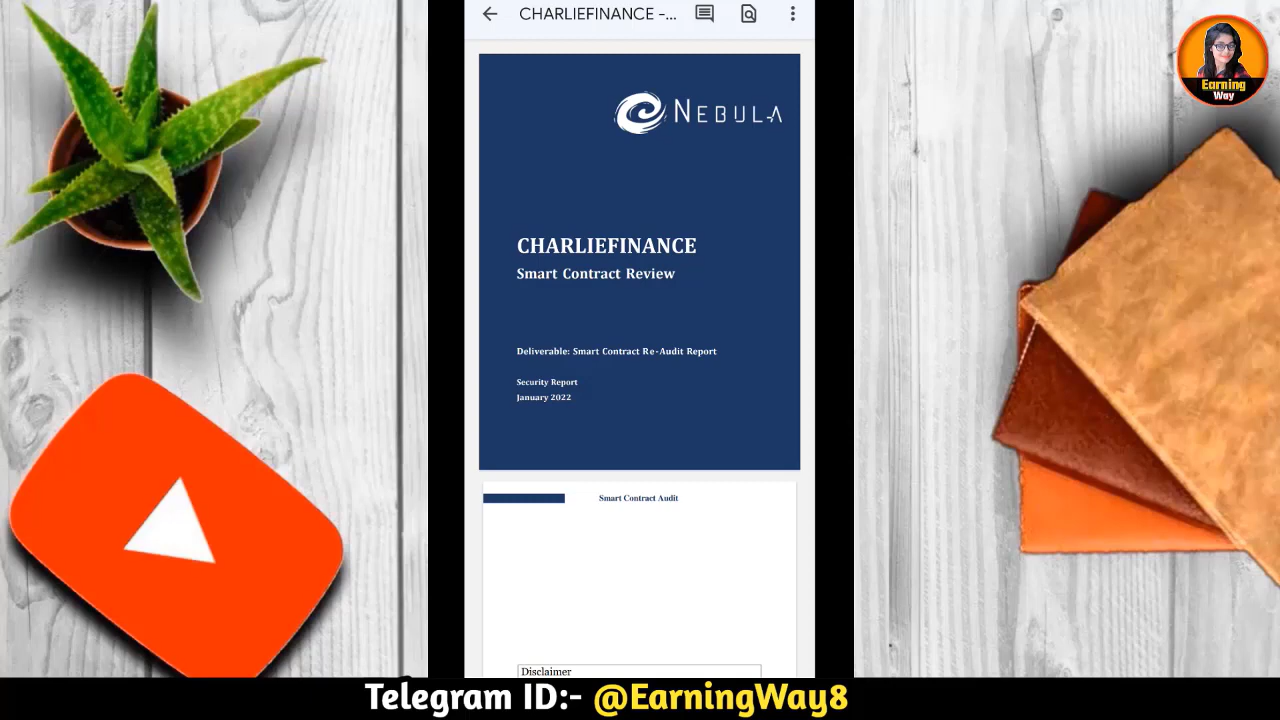 CHARLIEFINANCE -...
NEBULA
CHARLIEFINANCE
Smart Contract Review
Deliverable: Smart Contract Re-Audit Report
Security Report
January 2022
Smart Contract Audit
Disclaimer
Earning
Way
Telegram ID:- @EarningWay8